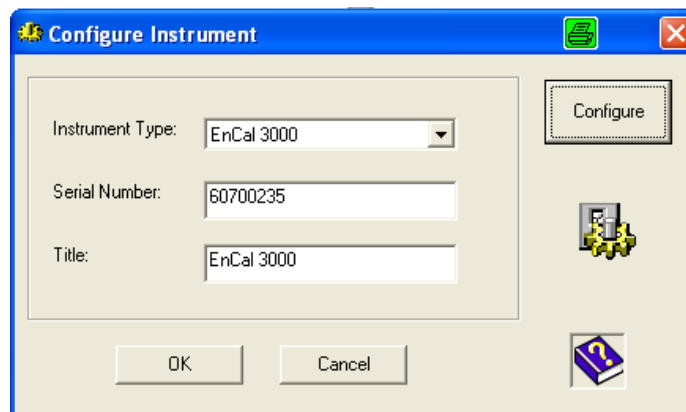 Configure Instrument
Configure
Instrument Type: EnCal 3000
Serial Number: 60700235
Title: EnCal 3000
OK Cancel
?